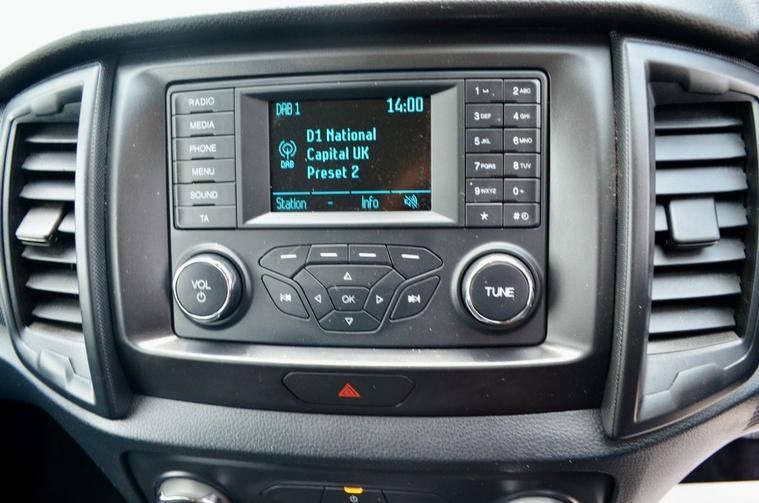 RADIO
MEDIA
PHONE
MENU
SOUND
TA
DAB 1 14:00
D1 National
Capital UK
Preset 2
DAB
Station - Info
1 ⌴ 2 ABC
3 DEF 4 GHI
5 JKL 6 MNO
7 PQRS 8 TUV
9 WXYZ 0 +
* #
VOL
OK
TUNE